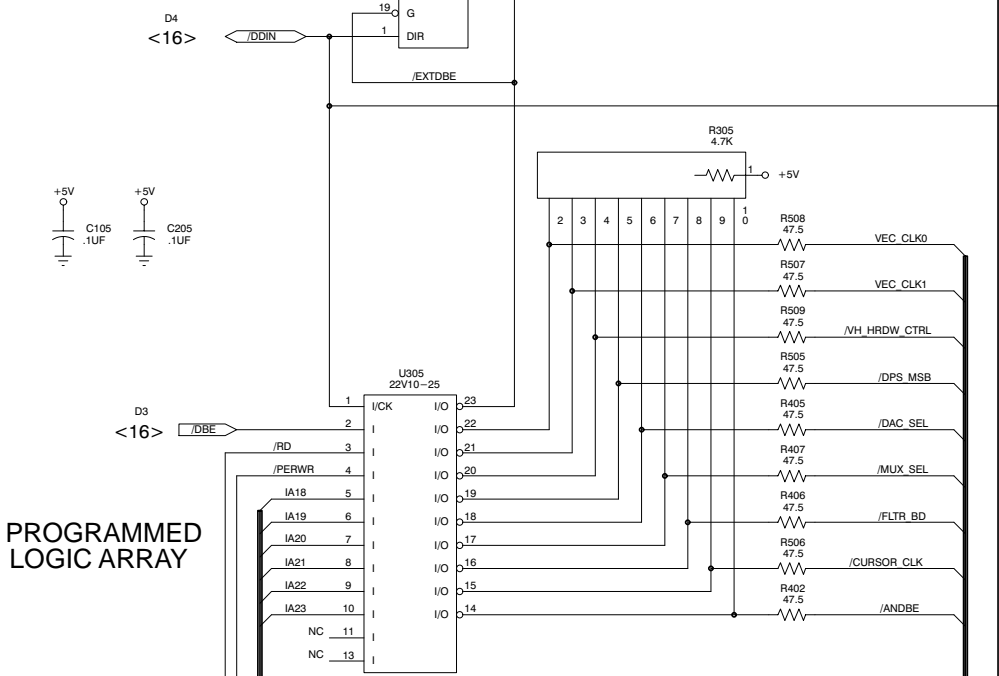 19 G
D4
<16> /DDIN 1 DIR
/EXTDBE
R305
4.7K
1 +5V
+5V +5V
C105
.1UF
C205
.1UF
2 3 4 5 6 7 8 9 10
R508
47.5
VEC_CLK0
R507
47.5
VEC_CLK1
R509
47.5
/VH_HRDW_CTRL
R505
47.5
/DPS_MSB
R405
47.5
/DAC_SEL
R407
47.5
/MUX_SEL
R406
47.5
/FLTR_BD
R506
47.5
/CURSOR_CLK
R402
47.5
/ANDBE
U305
22V10-25
D3
<16> /DBE
1 I/CK I/O 23
2 I I/O 22
/RD 3 I I/O 21
/PERWR 4 I I/O 20
IA18 5 I I/O 19
IA19 6 I I/O 18
IA20 7 I I/O 17
IA21 8 I I/O 16
IA22 9 I I/O 15
IA23 10 I I/O 14
NC 11 I
NC 13 I
PROGRAMMED
LOGIC ARRAY